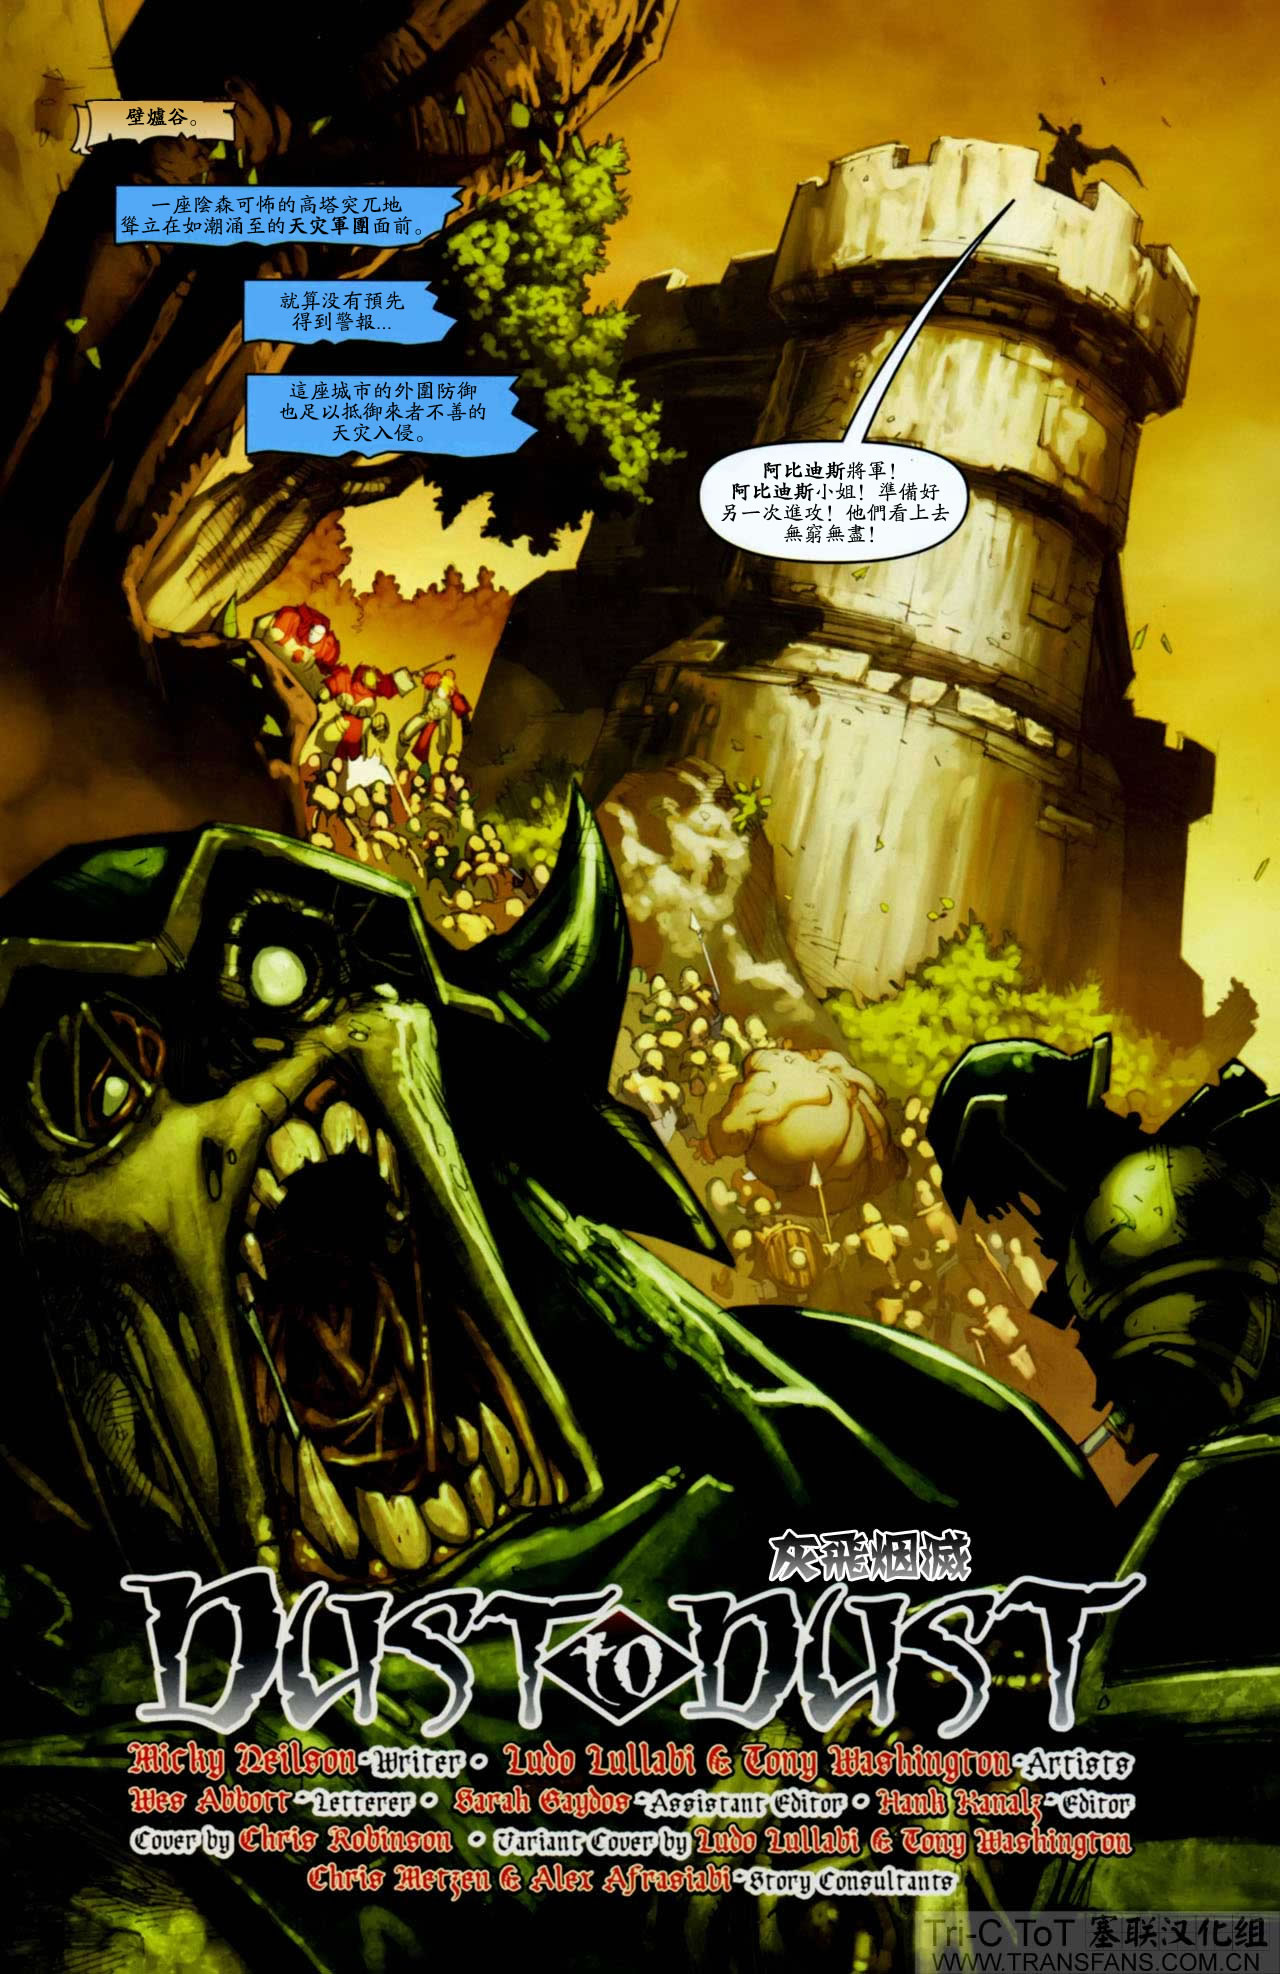 壁爐谷。
一座陰森可怖的高塔突兀地
聳立在如潮涌至的天灾軍團面前。
就算没有預先
得到警報...
這座城市的外圍防御
也足以抵御來者不善的
天灾入侵。
阿比迪斯將軍!
阿比迪斯小姐! 準備好
另一次進攻! 他們看上去
無窮無盡!
灰飛烟滅
DUST to DUST
Micky Neilson-Writer • Ludo Lullabi & Tony Washington-Artists
Wes Abbott-Letterer • Sarah Gaydos-Assistant Editor • Hank Kanalz-Editor
Cover by Chris Robinson • Variant Cover by Ludo Lullabi & Tony Washington
Chris Metzen & Alex Afrasiabi-Story Consultants
Tri-C ToT 塞联汉化组
WWW.TRANSFANS.COM.CN